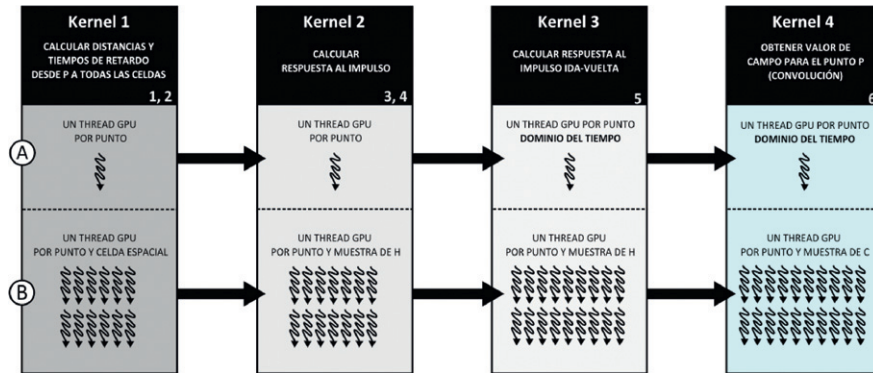 Kernel 1
CALCULAR DISTANCIAS Y
TIEMPOS DE RETARDO
DESDE P A TODAS LAS CELDAS
1, 2
Kernel 2
CALCULAR
RESPUESTA AL IMPULSO
3, 4
Kernel 3
CALCULAR RESPUESTA AL
IMPULSO IDA-VUELTA
5
Kernel 4
OBTENER VALOR DE
CAMPO PARA EL PUNTO P
(CONVOLUCIÓN)
6
A
UN THREAD GPU
POR PUNTO
UN THREAD GPU
POR PUNTO
UN THREAD GPU POR PUNTO
DOMINIO DEL TIEMPO
UN THREAD GPU POR PUNTO
DOMINIO DEL TIEMPO
B
UN THREAD GPU
POR PUNTO Y CELDA ESPACIAL
UN THREAD GPU
POR PUNTO Y MUESTRA DE H
UN THREAD GPU
POR PUNTO Y MUESTRA DE H
UN THREAD GPU
POR PUNTO Y MUESTRA DE C